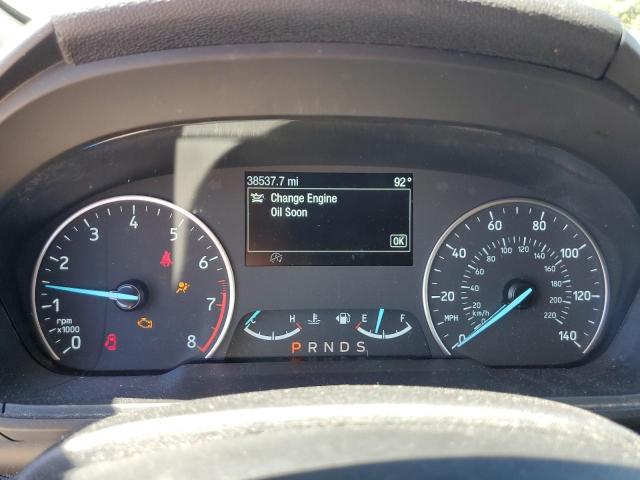 38537.7 mi 92°
Change Engine
Oil Soon
OK
0 1 2 3 4 5 6 7 8
rpm
x1000
H E F
P R N D S
0 20 40 60 80 100 120 140
0 20 40 60 80 100 120 140 160 180 200 220
MPH km/h